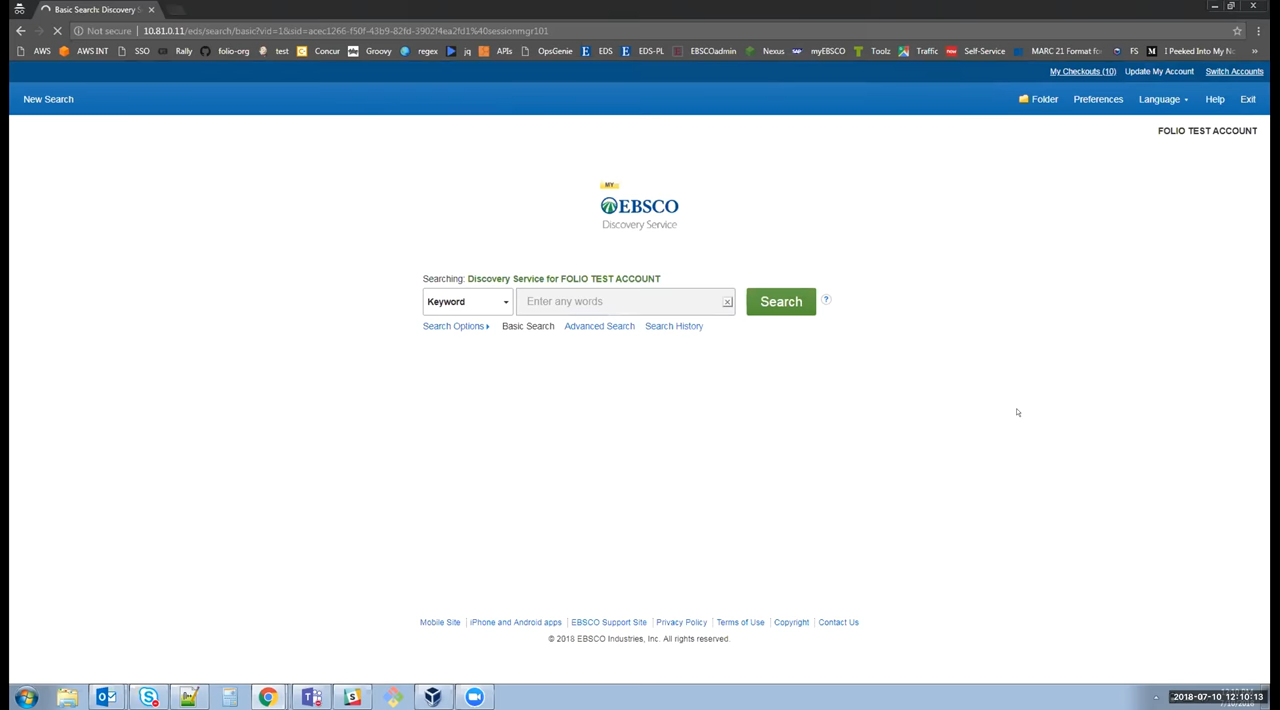 Basic Search: Discovery S
Not secure 10.81.0.11/eds/search/basic?vid=1&sid=acec1266-f50f-43b9-82fd-3902f4ea2fd1%40sessionmgr101
AWS AWS INT SSO Rally folio-org test Concur Groovy regex jq APIs OpsGenie EDS EDS-PL EBSCOadmin Nexus myEBSCO Toolz Traffic Self-Service MARC 21 Format fo FS I Peeked Into My No »
My Checkouts (10) Update My Account Switch Accounts
New Search Folder Preferences Language Help Exit
FOLIO TEST ACCOUNT
MY
EBSCO
Discovery Service
Searching: Discovery Service for FOLIO TEST ACCOUNT
Keyword Enter any words Search ?
Search Options Basic Search Advanced Search Search History
Mobile Site iPhone and Android apps EBSCO Support Site Privacy Policy Terms of Use Copyright Contact Us
© 2018 EBSCO Industries, Inc. All rights reserved.
2018-07-10 12:10:13